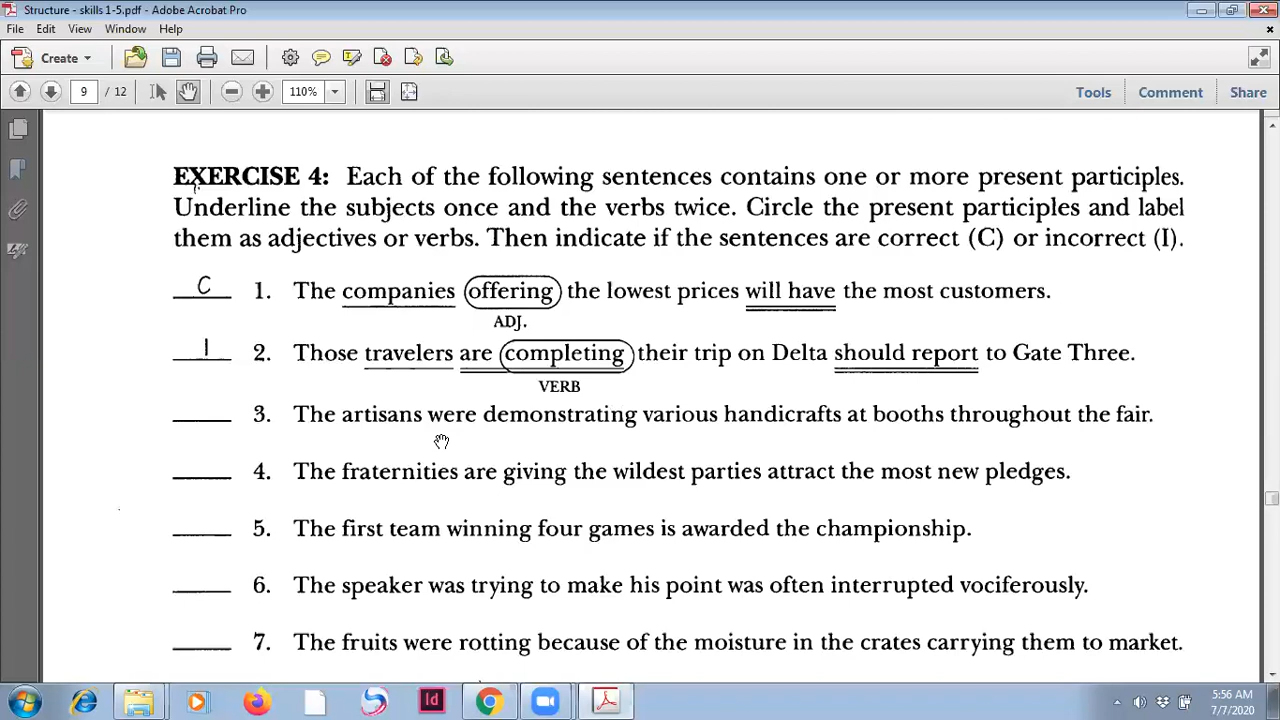 Structure - skills 1-5.pdf - Adobe Acrobat Pro
File Edit View Window Help
Create
9 / 12 110% Tools Comment Share
EXERCISE 4: Each of the following sentences contains one or more present participles.
Underline the subjects once and the verbs twice. Circle the present participles and label
them as adjectives or verbs. Then indicate if the sentences are correct (C) or incorrect (I).
C 1. The companies offering the lowest prices will have the most customers.
ADJ.
I 2. Those travelers are completing their trip on Delta should report to Gate Three.
VERB
3. The artisans were demonstrating various handicrafts at booths throughout the fair.
4. The fraternities are giving the wildest parties attract the most new pledges.
5. The first team winning four games is awarded the championship.
6. The speaker was trying to make his point was often interrupted vociferously.
7. The fruits were rotting because of the moisture in the crates carrying them to market.
Id
5:56 AM
7/7/2020